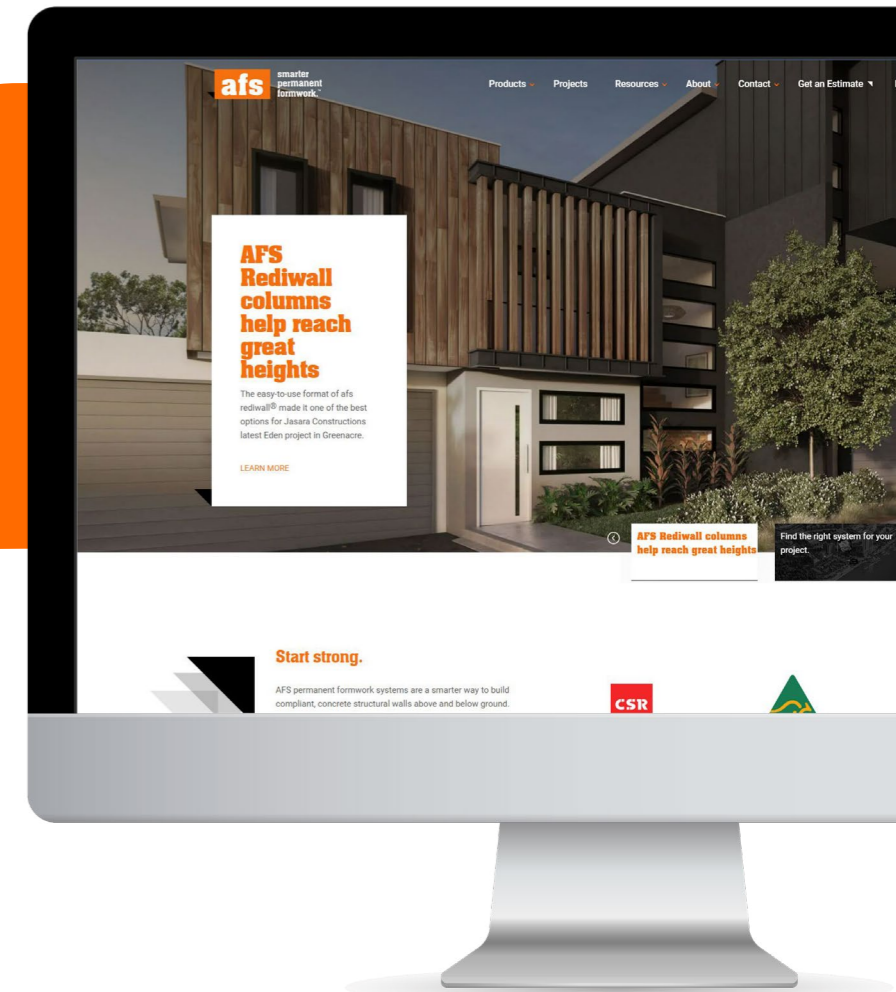 afs
smarter
permanent
formwork.™
Products
Projects
Resources
About
Contact
Get an Estimate
AFS
Rediwall
columns
help reach
great
heights
The easy-to-use format of afs
rediwall® made it one of the best
options for Jasara Constructions
latest Eden project in Greenacre.
LEARN MORE
AFS Rediwall columns
help reach great heights
Find the right system for your
project.
Start strong.
AFS permanent formwork systems are a smarter way to build
compliant, concrete structural walls above and below ground.
CSR